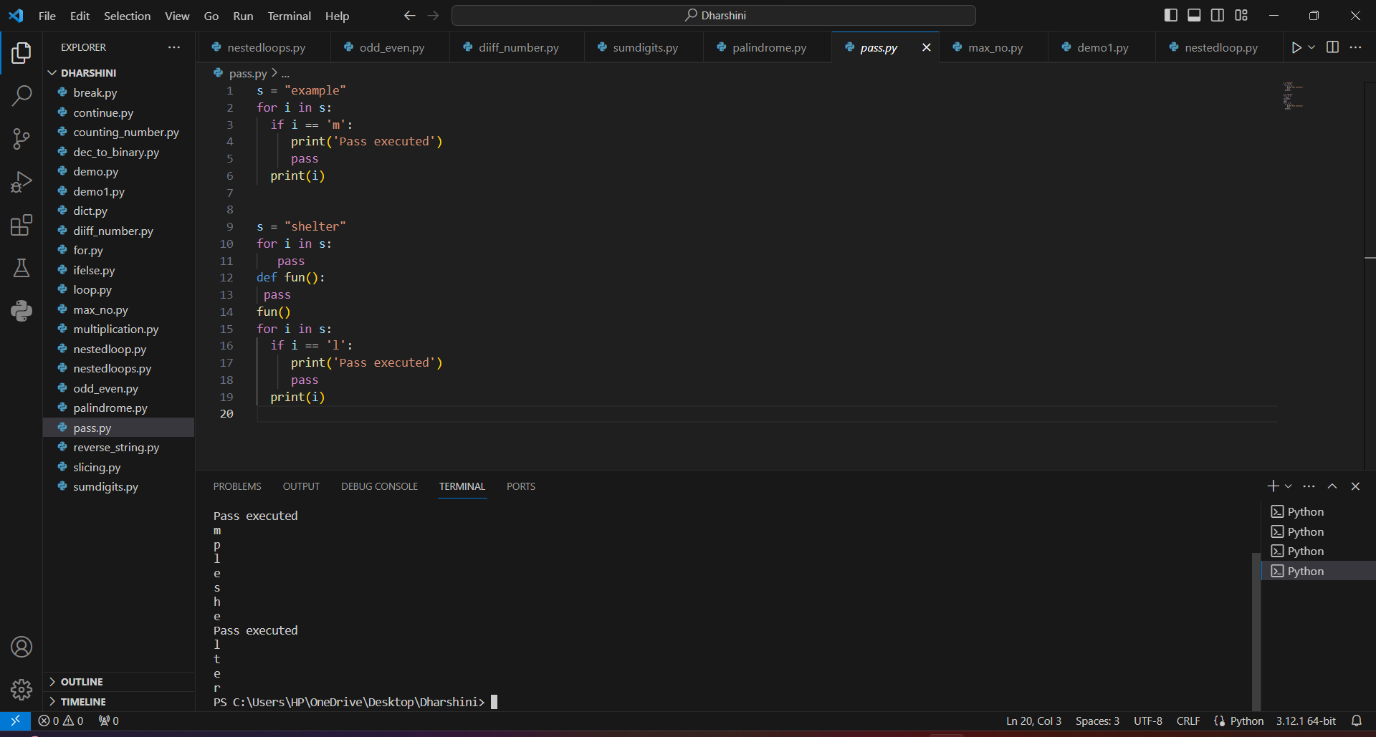 File Edit Selection View Go Run Terminal Help
Dharshini
EXPLORER
DHARSHINI
break.py
continue.py
counting_number.py
dec_to_binary.py
demo.py
demo1.py
dict.py
diiff_number.py
for.py
ifelse.py
loop.py
max_no.py
multiplication.py
nestedloop.py
nestedloops.py
odd_even.py
palindrome.py
pass.py
reverse_string.py
slicing.py
sumdigits.py
OUTLINE
TIMELINE
nestedloops.py odd_even.py diiff_number.py sumdigits.py palindrome.py pass.py max_no.py demo1.py nestedloop.py
pass.py > ...
1 s = "example"
2 for i in s:
3 if i == 'm':
4 print('Pass executed')
5 pass
6 print(i)
7
8
9 s = "shelter"
10 for i in s:
11 pass
12 def fun():
13 pass
14 fun()
15 for i in s:
16 if i == 'l':
17 print('Pass executed')
18 pass
19 print(i)
20
PROBLEMS OUTPUT DEBUG CONSOLE TERMINAL PORTS
Pass executed
m
p
l
e
s
h
e
Pass executed
l
t
e
r
PS C:\Users\HP\OneDrive\Desktop\Dharshini>
Python
Python
Python
Python
0 0 0 Ln 20, Col 3 Spaces: 3 UTF-8 CRLF Python 3.12.1 64-bit